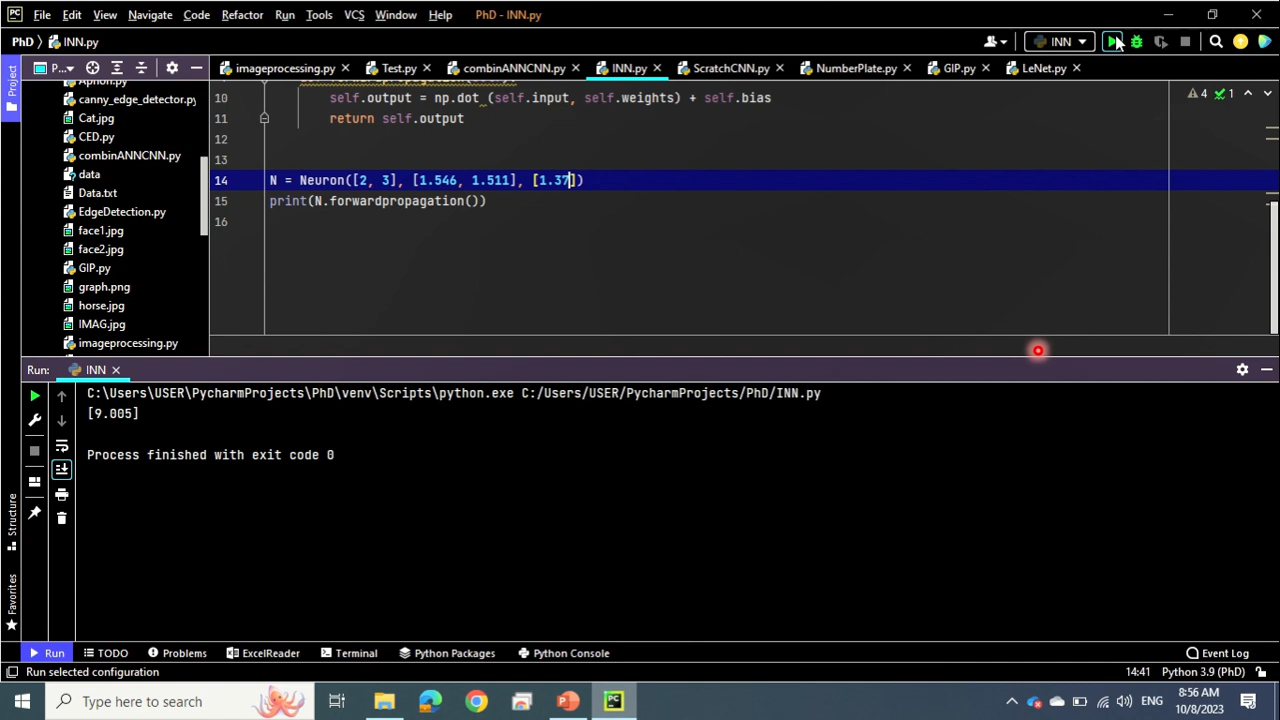 PC File Edit View Navigate Code Refactor Run Tools VCS Window Help PhD - INN.py
PhD INN.py INN
P... imageprocessing.py Test.py combinANNCNN.py INN.py ScratchCNN.py NumberPlate.py GIP.py LeNet.py
Project
canny_edge_detector.py
Cat.jpg
CED.py
combinANNCNN.py
data
Data.txt
EdgeDetection.py
face1.jpg
face2.jpg
GIP.py
graph.png
horse.jpg
IMAG.jpg
imageprocessing.py
4 1
10 self.output = np.dot (self.input, self.weights) + self.bias
11 return self.output
12
13
14 N = Neuron([2, 3], [1.546, 1.511], [1.37])
15 print(N.forwardpropagation())
16
Run: INN
C:\Users\USER\PycharmProjects\PhD\venv\Scripts\python.exe C:/Users/USER/PycharmProjects/PhD/INN.py
[9.005]
Process finished with exit code 0
Structure
Favorites
Run TODO Problems ExcelReader Terminal Python Packages Python Console Event Log
Run selected configuration 14:41 Python 3.9 (PhD)
Type here to search PC ENG 8:56 AM
10/8/2023